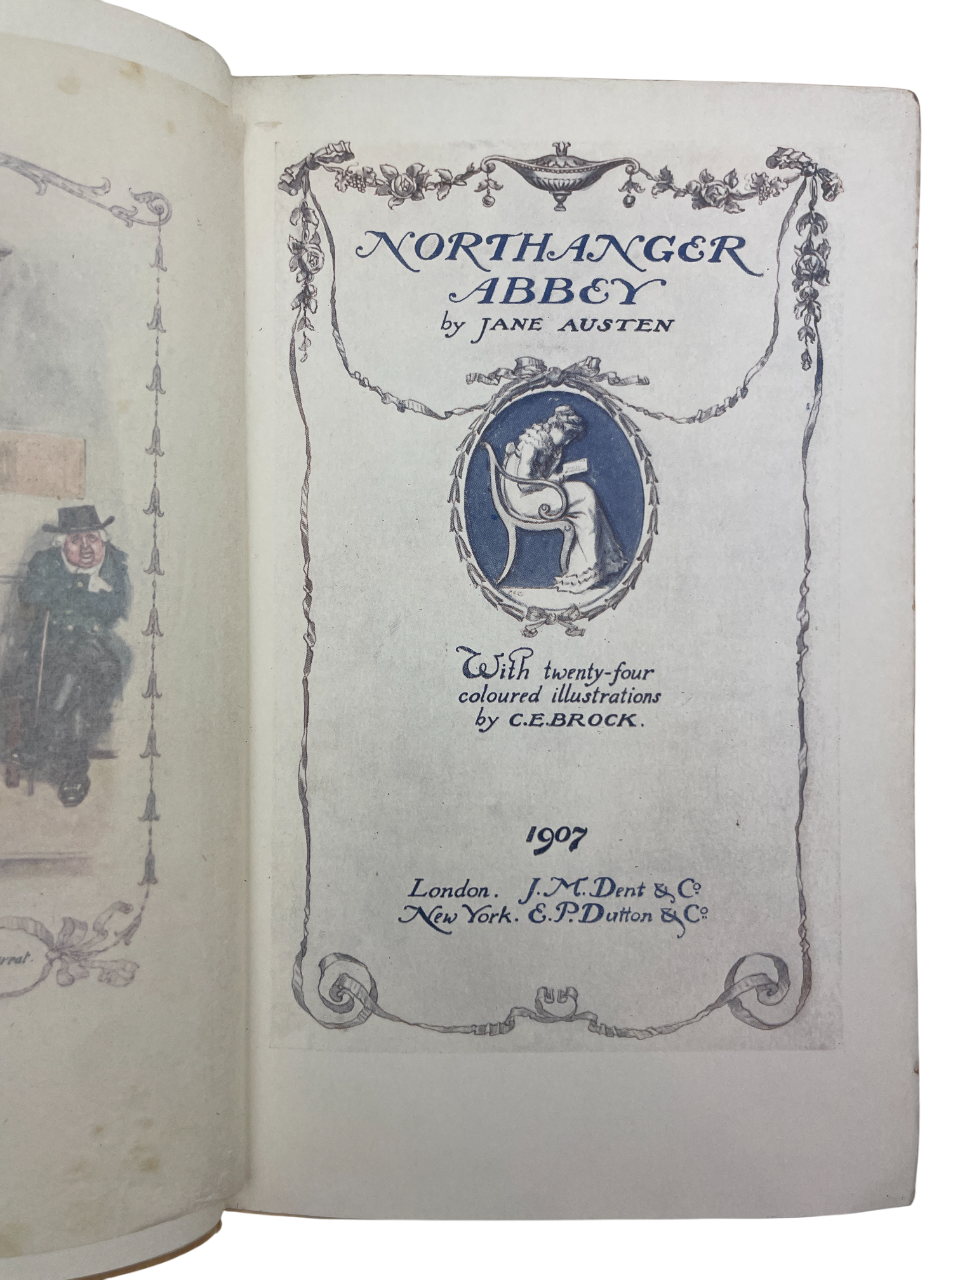 NORTHANGER
ABBEY
by JANE AUSTEN
With twenty-four
coloured illustrations
by C.E.BROCK.
1907
London. J.M.Dent & Co
New York. E.P.Dutton & Co.